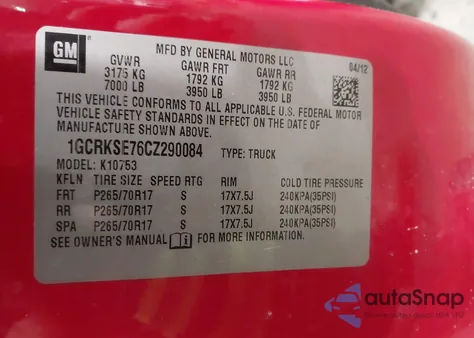 GM
MFD BY GENERAL MOTORS LLC
04/12
GVWR GAWR FRT GAWR RR
3175 KG 1792 KG 1792 KG
7000 LB 3950 LB 3950 LB
THIS VEHICLE CONFORMS TO ALL APPLICABLE U.S. FEDERAL MOTOR
VEHICLE SAFETY STANDARDS IN EFFECT ON THE DATE OF
MANUFACTURE SHOWN ABOVE.
1GCRKSE76CZ290084 TYPE: TRUCK
MODEL: K10753
KFLN TIRE SIZE SPEED RTG RIM COLD TIRE PRESSURE
FRT P265/70R17 S 17X7.5J 240KPA(35PSI)
RR P265/70R17 S 17X7.5J 240KPA(35PSI)
SPA P265/70R17 S 17X7.5J 240KPA(35PSI)
SEE OWNER'S MANUAL FOR MORE INFORMATION.
autaSnap